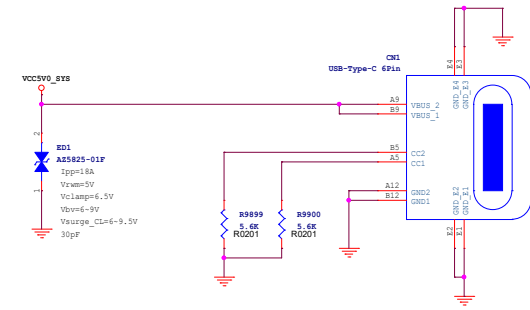 E4
E3
CN1
USB-Type-C 6Pin
GND_E4
GND_E3
VCC5V0_SYS
A9
VBUS_2
B9
VBUS_1
2
ED1
AZ5825-01F
Ipp=18A
Vrwm=5V
Vclamp=6.5V
Vbv=6~9V
Vsurge_CL=6~9.5V
30pF
1
B5
CC2
A5
CC1
A12
GND2
B12
GND1
R9899
5.6K
R0201
R9900
5.6K
R0201
GND_E2
GND_E1
E2
E1